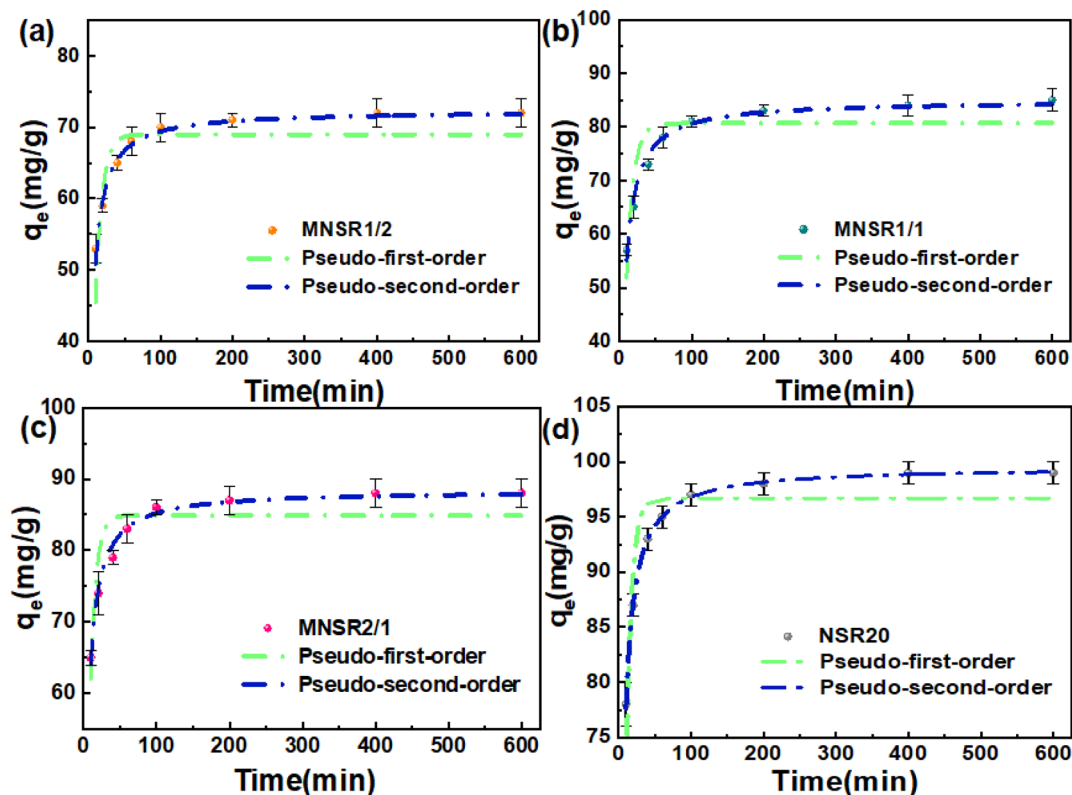 (a)
80
70
60
50
40
qe(mg/g)
MNSR1/2
Pseudo-first-order
Pseudo-second-order
0 100 200 300 400 500 600
Time(min)
(b)
100
90
80
70
60
50
40
qe(mg/g)
MNSR1/1
Pseudo-first-order
Pseudo-second-order
0 100 200 300 400 500 600
Time(min)
(c)
100
90
80
70
60
qe(mg/g)
MNSR2/1
Pseudo-first-order
Pseudo-second-order
0 100 200 300 400 500 600
Time(min)
(d)
105
100
95
90
85
80
75
qe(mg/g)
NSR20
Pseudo-first-order
Pseudo-second-order
0 100 200 300 400 500 600
Time(min)